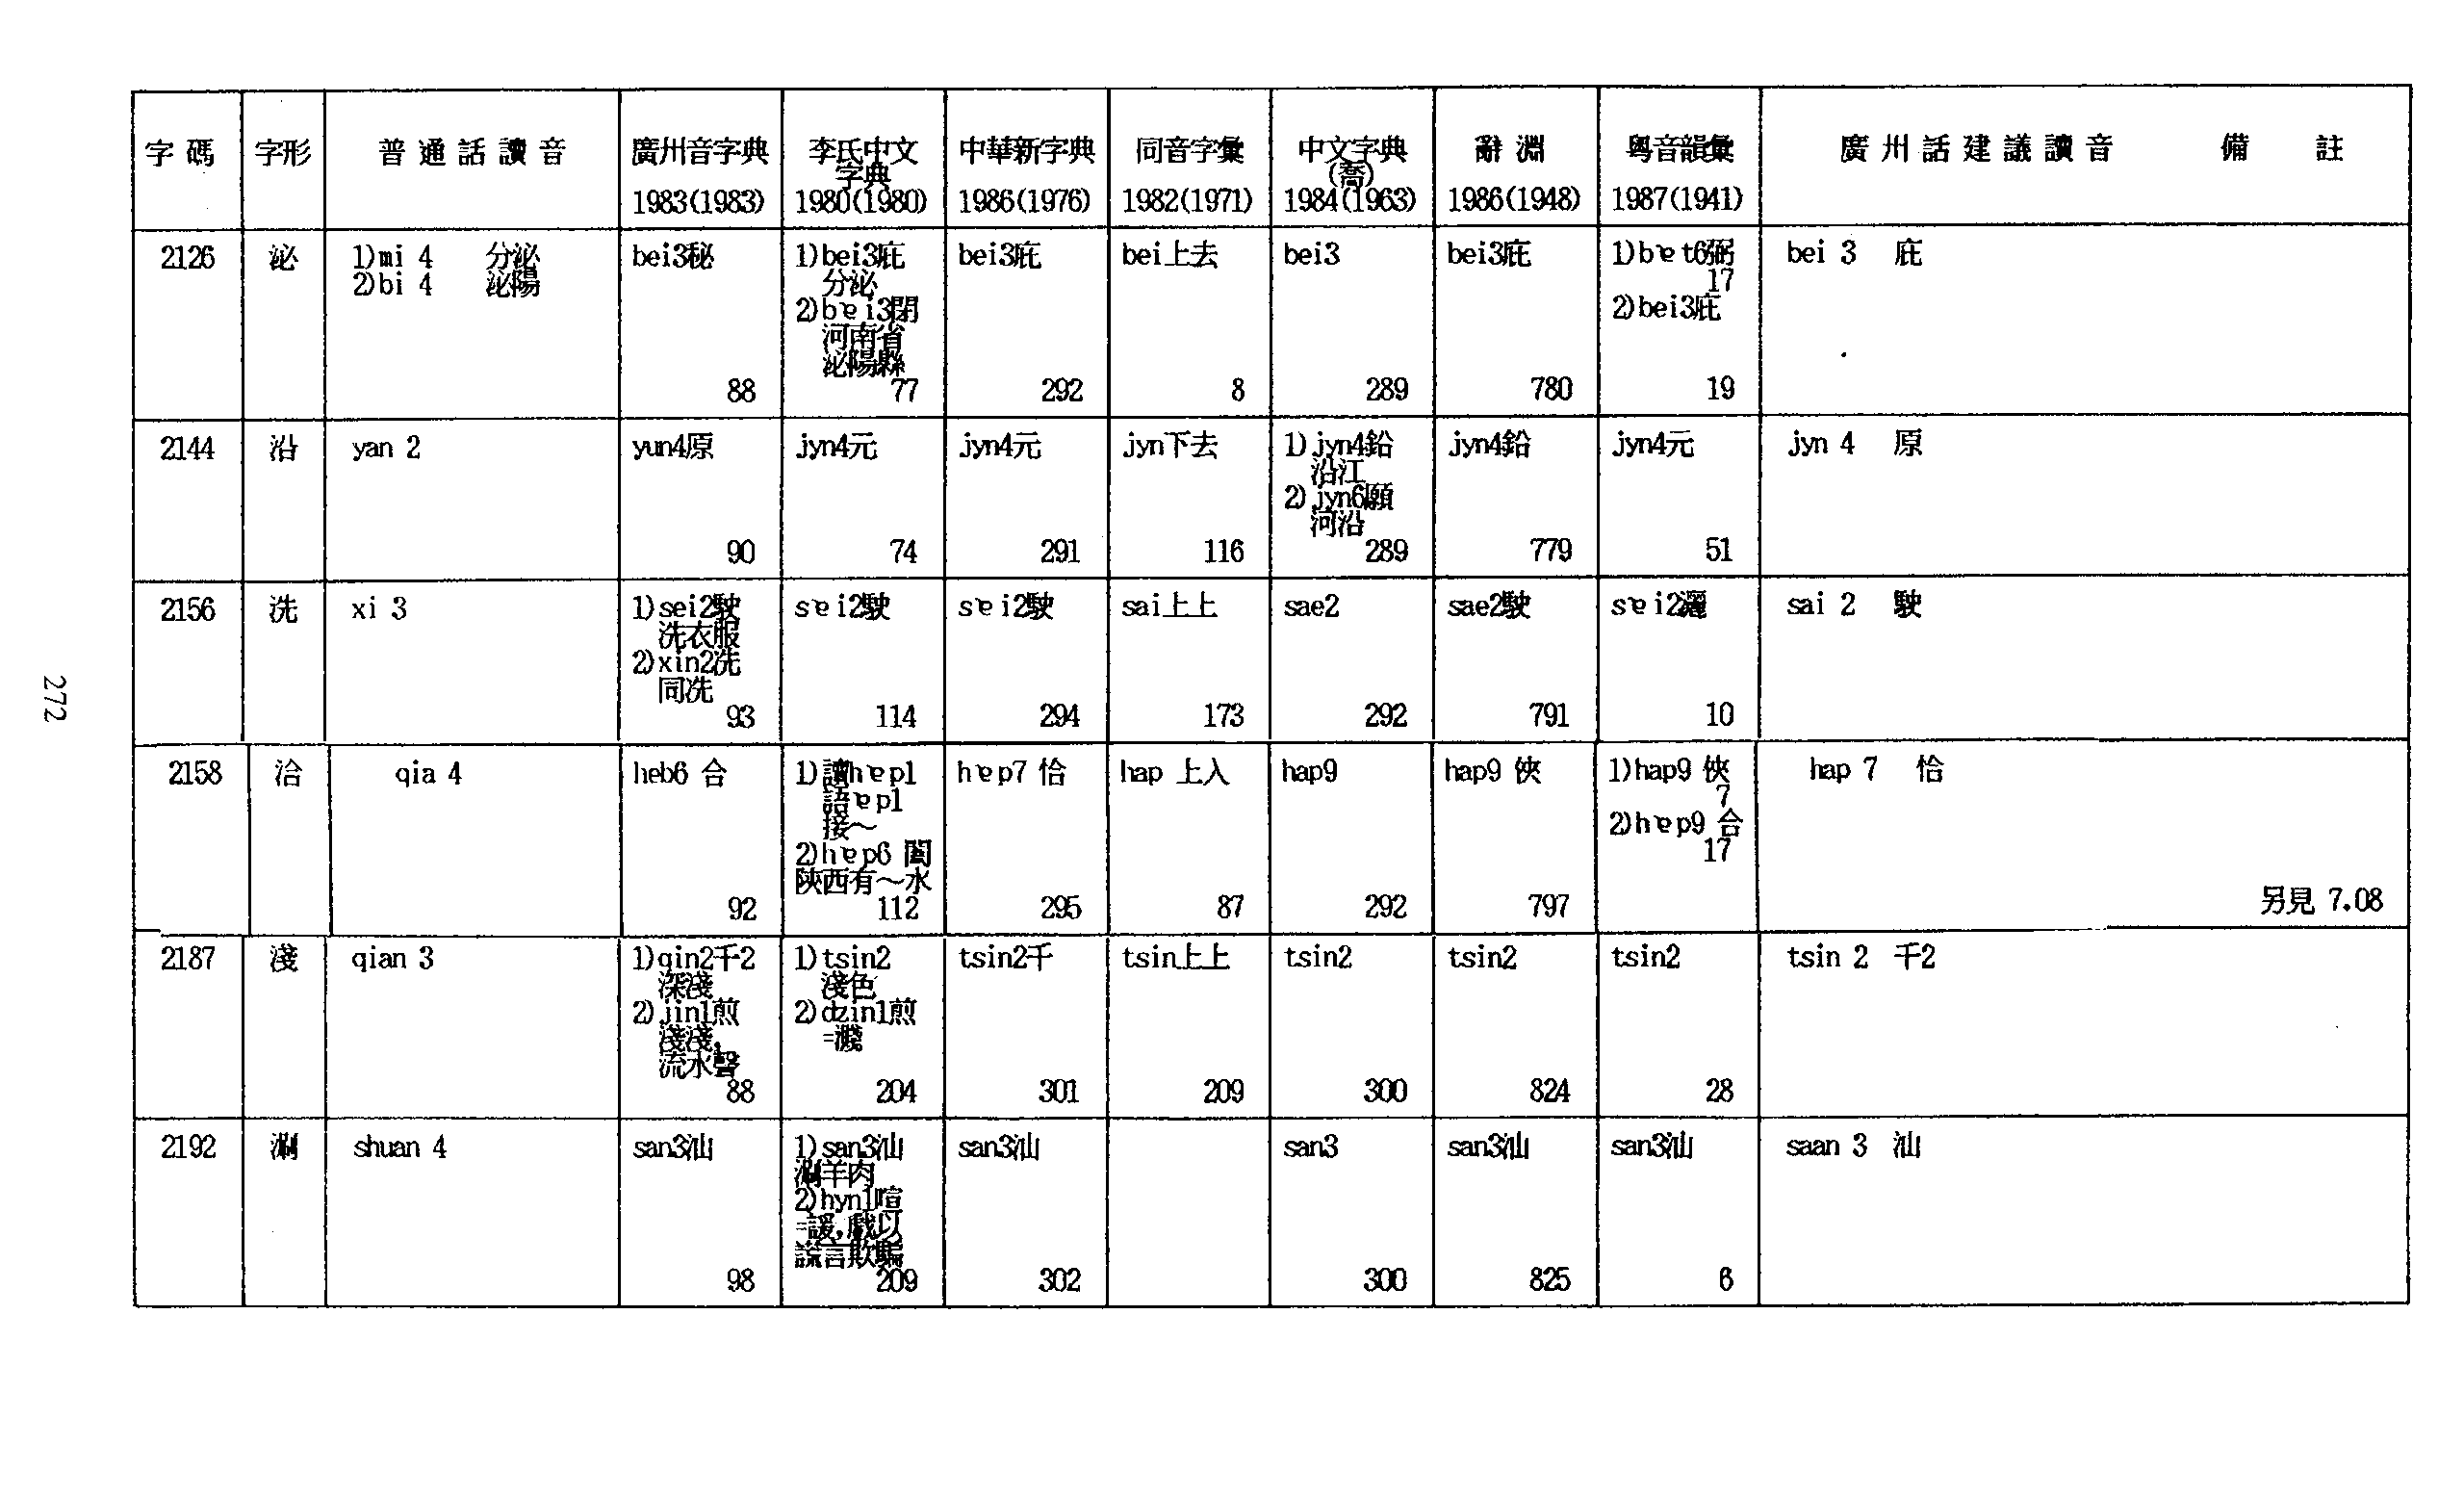 字碼 字形 普通話讀音 廣州音字典 李氏中文字典 中華新字典 同音字彙 中文字典(喬) 辭淵 粵音韻彙 廣州話建議讀音 備註
1983(1983) 1980(1980) 1986(1976) 1982(1971) 1984(1963) 1986(1948) 1987(1941)
2126 泌
1)mi 4 分泌
2)bi 4 泌陽
bei3秘
88
1)bei3庇
分泌
2)bɐi3閉
河南省
泌陽縣
77
bei3庇
292
bei上去
8
bei3
289
bei3庇
780
1)bɐt6弼
17
2)bei3庇
19
bei 3 庇
2144 沿
yan 2
yun4原
90
jyn4元
74
jyn4元
291
jyn下去
116
1)jyn4鉛
沿江
2)jyn6願
河沿
289
jyn4鉛
779
jyn4元
51
jyn 4 原
2156 洗
xi 3
1)sei2駛
洗衣服
2)xin2冼
同冼
93
sɐi2駛
114
sɐi2駛
294
sai上上
173
sae2
292
sae2駛
791
sɐi2灑
10
sai 2 駛
272
2158 洽
qia 4
heb6 合
92
1)讀hɐp1
語ɐp1
接～
2)hɐp6 闔
陝西有～水
112
hɐp7 恰
295
hap 上入
87
hap9
292
hap9 俠
797
1)hap9 俠
7
2)hɐp9 合
17
hap 7 恰
另見 7.08
2187 淺
qian 3
1)qin2千2
深淺
2)jin1煎
淺淺,
流水聲
88
1)tsin2
淺色
2)dzin1煎
=濺
204
tsin2千
301
tsin上上
209
tsin2
300
tsin2
824
tsin2
28
tsin 2 千2
2192 涮
shuan 4
san3汕
98
1)san3汕
涮羊肉
2)hyn1喧
=諼,戲以
謊言欺騙
209
san3汕
302
san3
300
san3汕
825
san3汕
6
saan 3 汕